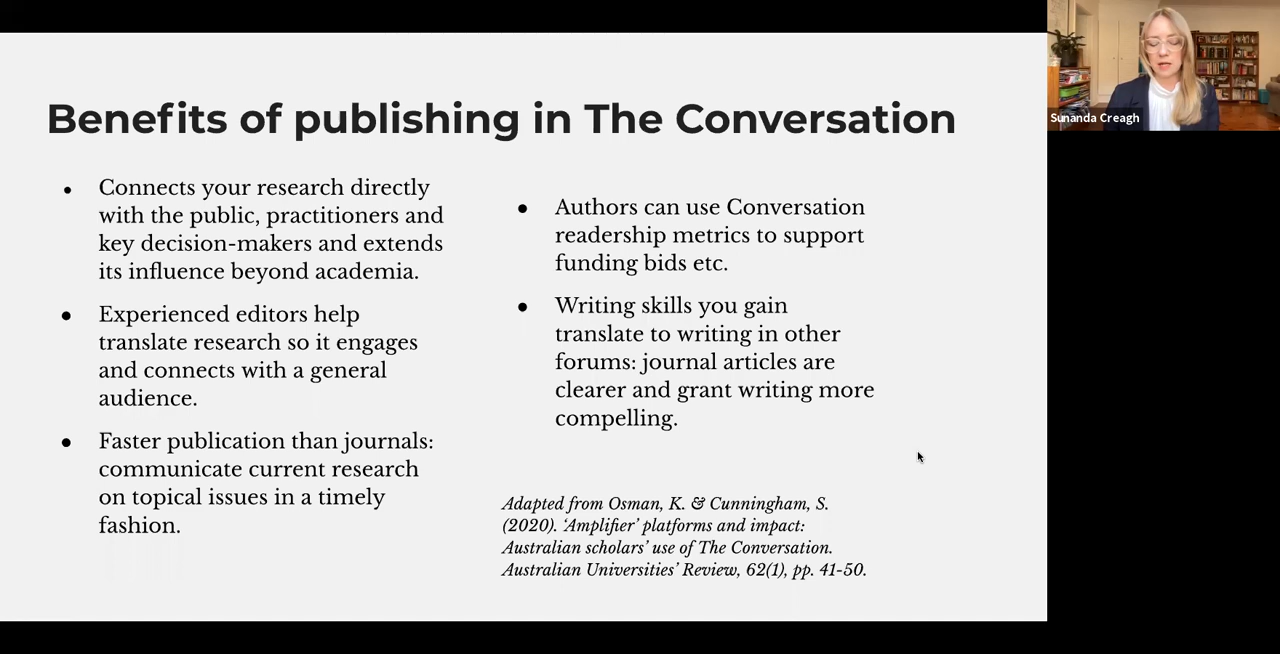 Benefits of publishing in The Conversation
● Connects your research directly
with the public, practitioners and
key decision-makers and extends
its influence beyond academia.
● Experienced editors help
translate research so it engages
and connects with a general
audience.
● Faster publication than journals:
communicate current research
on topical issues in a timely
fashion.
● Authors can use Conversation
readership metrics to support
funding bids etc.
● Writing skills you gain
translate to writing in other
forums: journal articles are
clearer and grant writing more
compelling.
Adapted from Osman, K. & Cunningham, S.
(2020). ‘Amplifier’ platforms and impact:
Australian scholars’ use of The Conversation.
Australian Universities’ Review, 62(1), pp. 41-50.
Sunanda Creagh